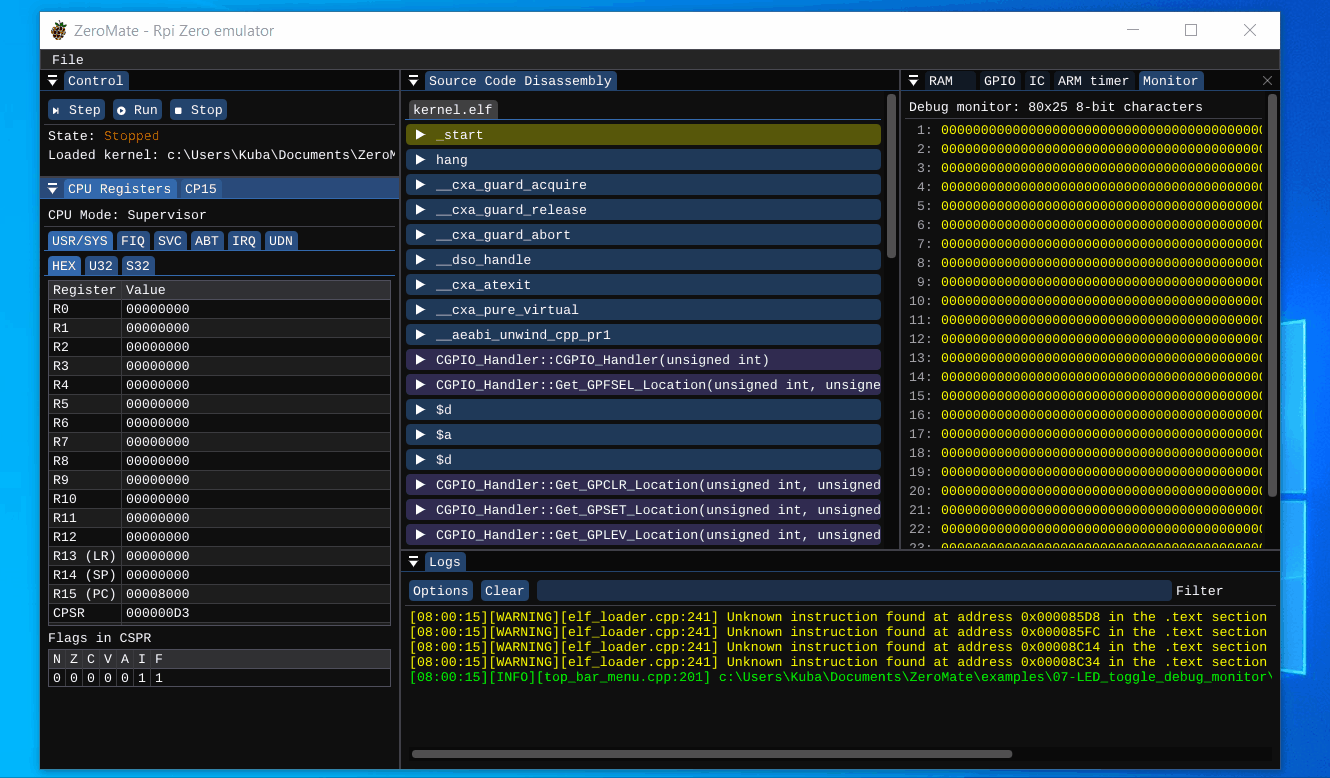 ZeroMate - Rpi Zero emulator
File
Control
Step Run Stop
State: Stopped
Loaded kernel: c:\Users\Kuba\Documents\ZeroM
CPU Registers CP15
CPU Mode: Supervisor
USR/SYS FIQ SVC ABT IRQ UDN
HEX U32 S32
Register Value
R0 00000000
R1 00000000
R2 00000000
R3 00000000
R4 00000000
R5 00000000
R6 00000000
R7 00000000
R8 00000000
R9 00000000
R10 00000000
R11 00000000
R12 00000000
R13 (LR) 00000000
R14 (SP) 00000000
R15 (PC) 00008000
CPSR 000000D3
Flags in CSPR
N Z C V A I F
0 0 0 0 0 1 1
Source Code Disassembly
kernel.elf
_start
hang
__cxa_guard_acquire
__cxa_guard_release
__cxa_guard_abort
__dso_handle
__cxa_atexit
__cxa_pure_virtual
__aeabi_unwind_cpp_pr1
CGPIO_Handler::CGPIO_Handler(unsigned int)
CGPIO_Handler::Get_GPFSEL_Location(unsigned int, unsigne
$d
$a
$d
CGPIO_Handler::Get_GPCLR_Location(unsigned int, unsigned
CGPIO_Handler::Get_GPSET_Location(unsigned int, unsigned
CGPIO_Handler::Get_GPLEV_Location(unsigned int, unsigned
RAM GPIO IC ARM timer Monitor
Debug monitor: 80x25 8-bit characters
1: 0000000000000000000000000000000000000000
2: 0000000000000000000000000000000000000000
3: 0000000000000000000000000000000000000000
4: 0000000000000000000000000000000000000000
5: 0000000000000000000000000000000000000000
6: 0000000000000000000000000000000000000000
7: 0000000000000000000000000000000000000000
8: 0000000000000000000000000000000000000000
9: 0000000000000000000000000000000000000000
10: 0000000000000000000000000000000000000000
11: 0000000000000000000000000000000000000000
12: 0000000000000000000000000000000000000000
13: 0000000000000000000000000000000000000000
14: 0000000000000000000000000000000000000000
15: 0000000000000000000000000000000000000000
16: 0000000000000000000000000000000000000000
17: 0000000000000000000000000000000000000000
18: 0000000000000000000000000000000000000000
19: 0000000000000000000000000000000000000000
20: 0000000000000000000000000000000000000000
21: 0000000000000000000000000000000000000000
22: 0000000000000000000000000000000000000000
23: 0000000000000000000000000000000000000000
Logs
Options Clear Filter
[08:00:15][WARNING][elf_loader.cpp:241] Unknown instruction found at address 0x000085D8 in the .text section
[08:00:15][WARNING][elf_loader.cpp:241] Unknown instruction found at address 0x000085FC in the .text section
[08:00:15][WARNING][elf_loader.cpp:241] Unknown instruction found at address 0x00008C14 in the .text section
[08:00:15][WARNING][elf_loader.cpp:241] Unknown instruction found at address 0x00008C34 in the .text section
[08:00:15][INFO][top_bar_menu.cpp:201] c:\Users\Kuba\Documents\ZeroMate\examples\07-LED_toggle_debug_monitor\